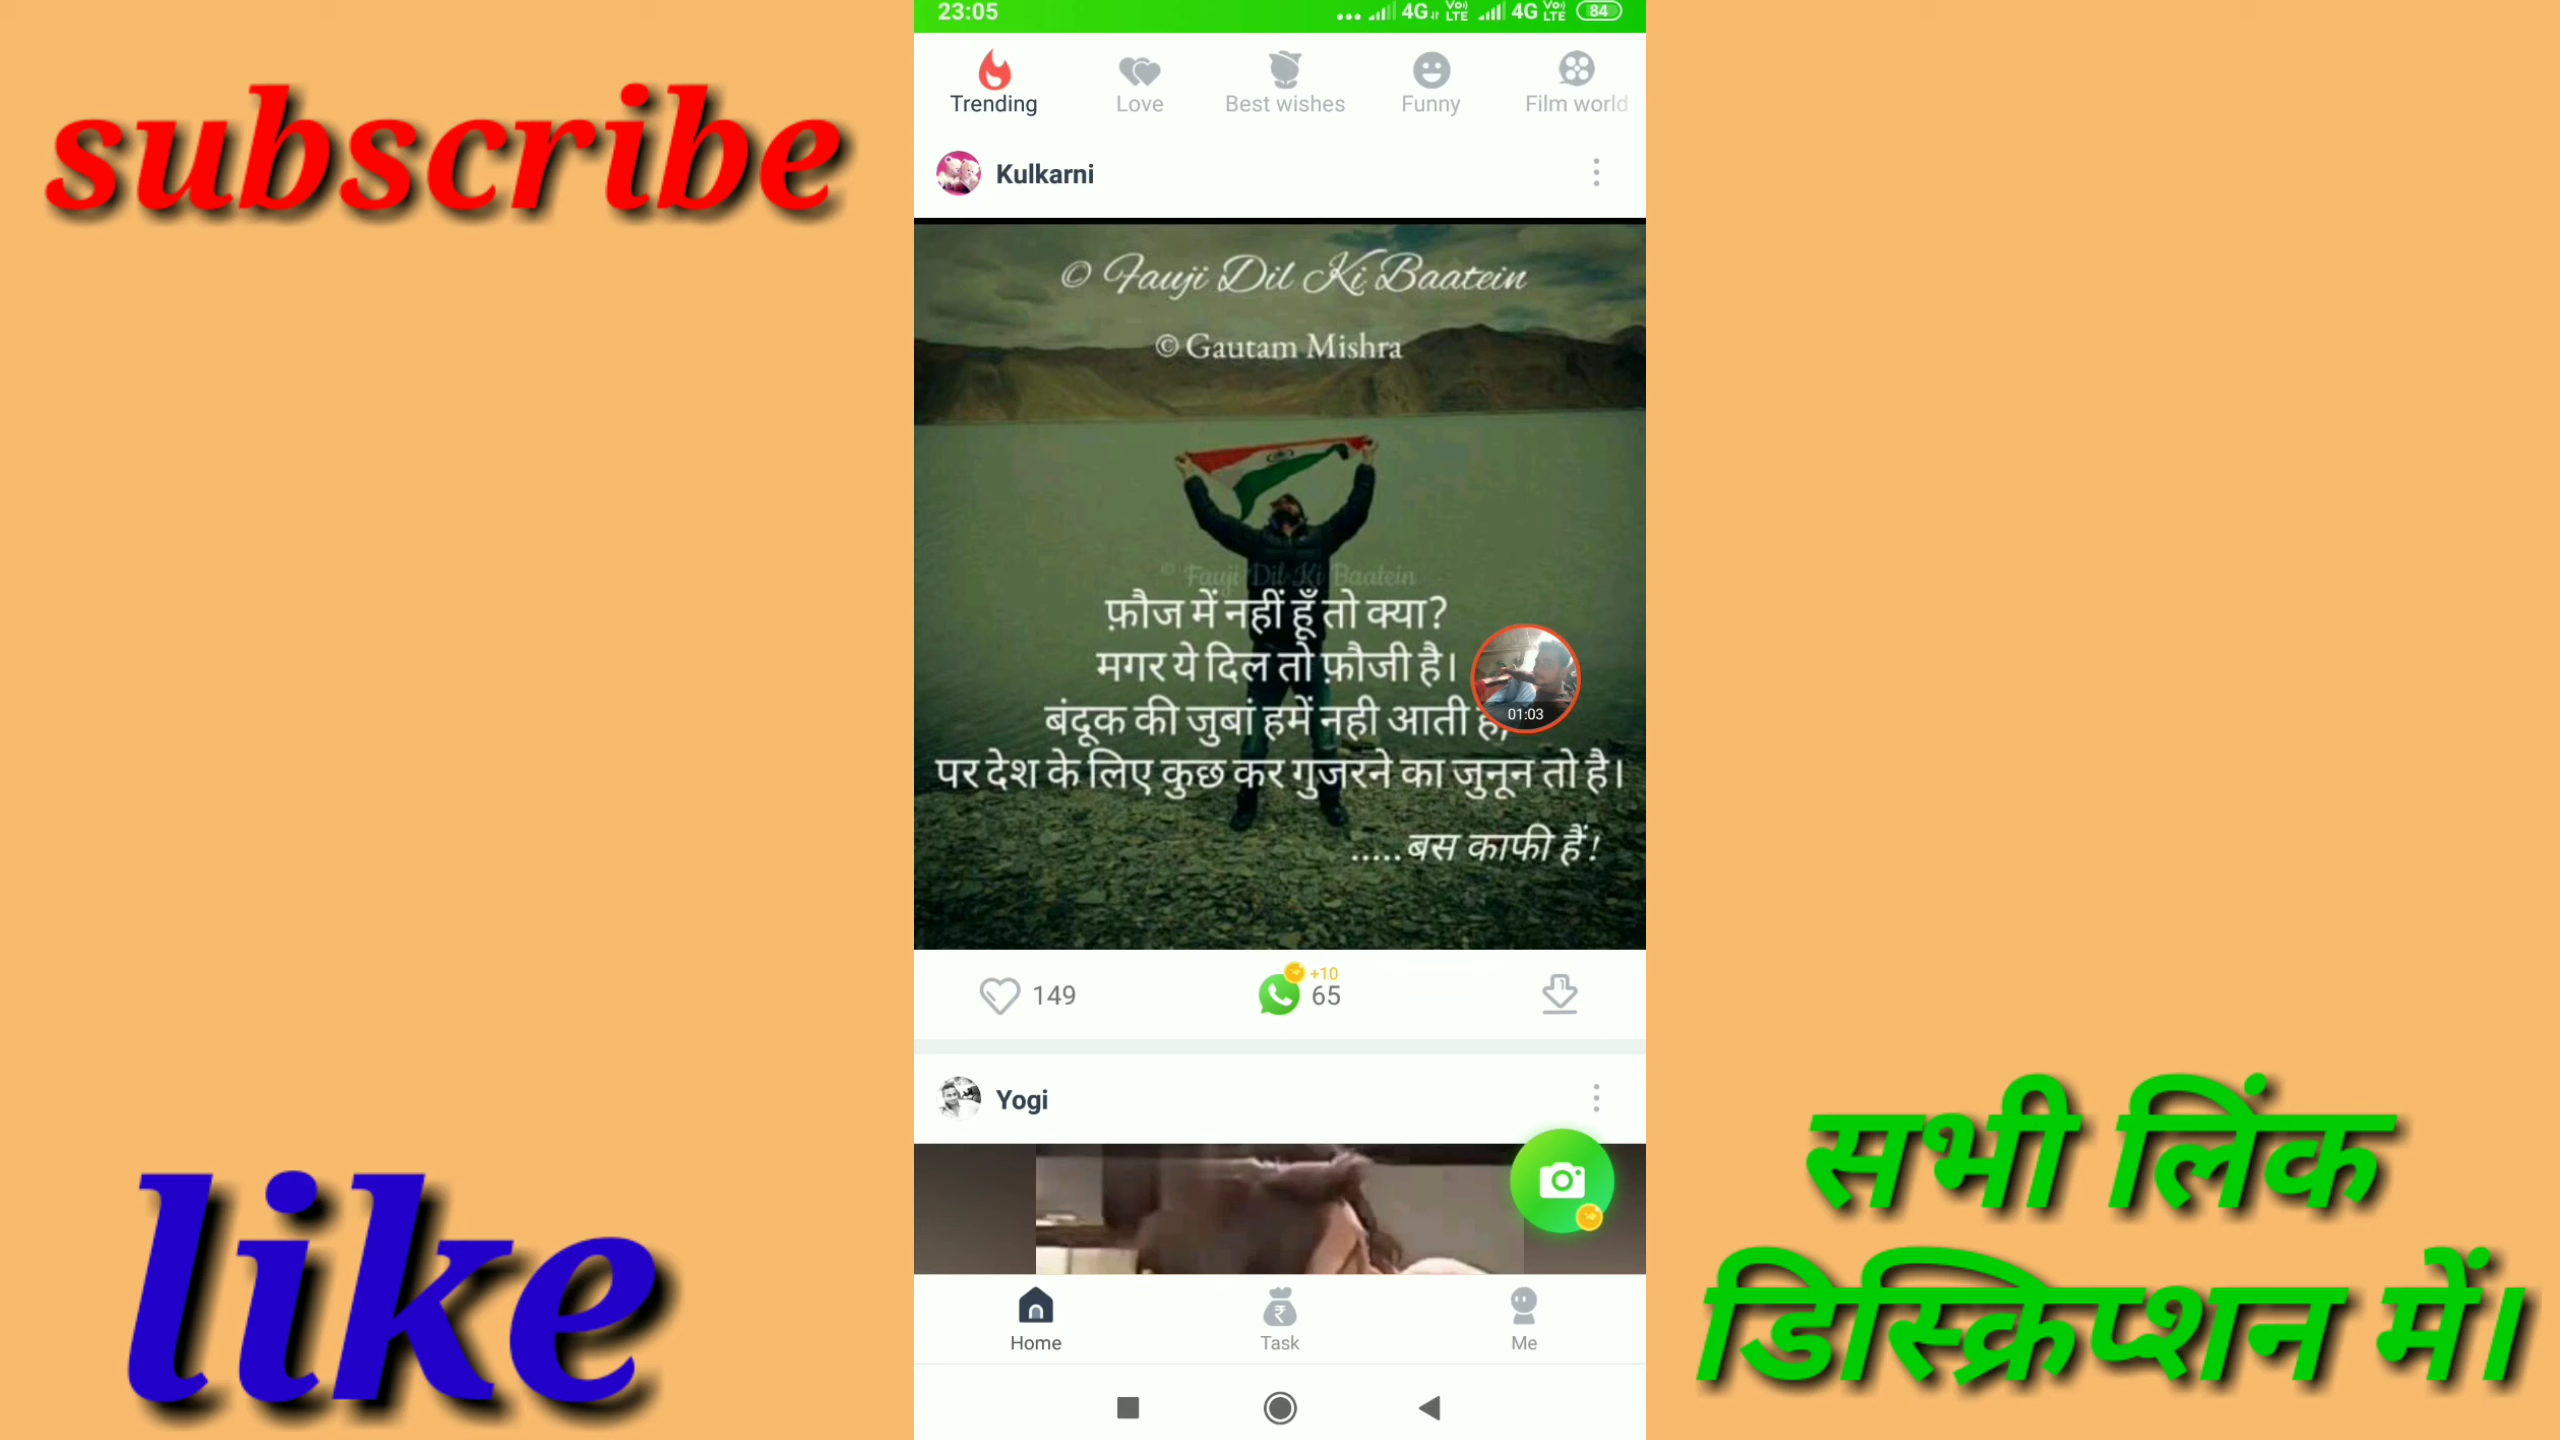 23:05 4G VoLTE 4G VoLTE 84
subscribe
Trending Love Best wishes Funny Film world
Kulkarni
© Fauji Dil Ki Baatein
© Gautam Mishra
© Fauji Dil Ki Baatein
फ़ौज में नहीं हूँ तो क्या?
मगर ये दिल तो फ़ौजी है।
बंदूक की जुबां हमें नही आती है,
01:03
पर देश के लिए कुछ कर गुजरने का जुनून तो है।
.....बस काफी हैं!
149 +10 65
Yogi
like
सभी लिंक
डिस्क्रिप्शन में।
Home Task Me